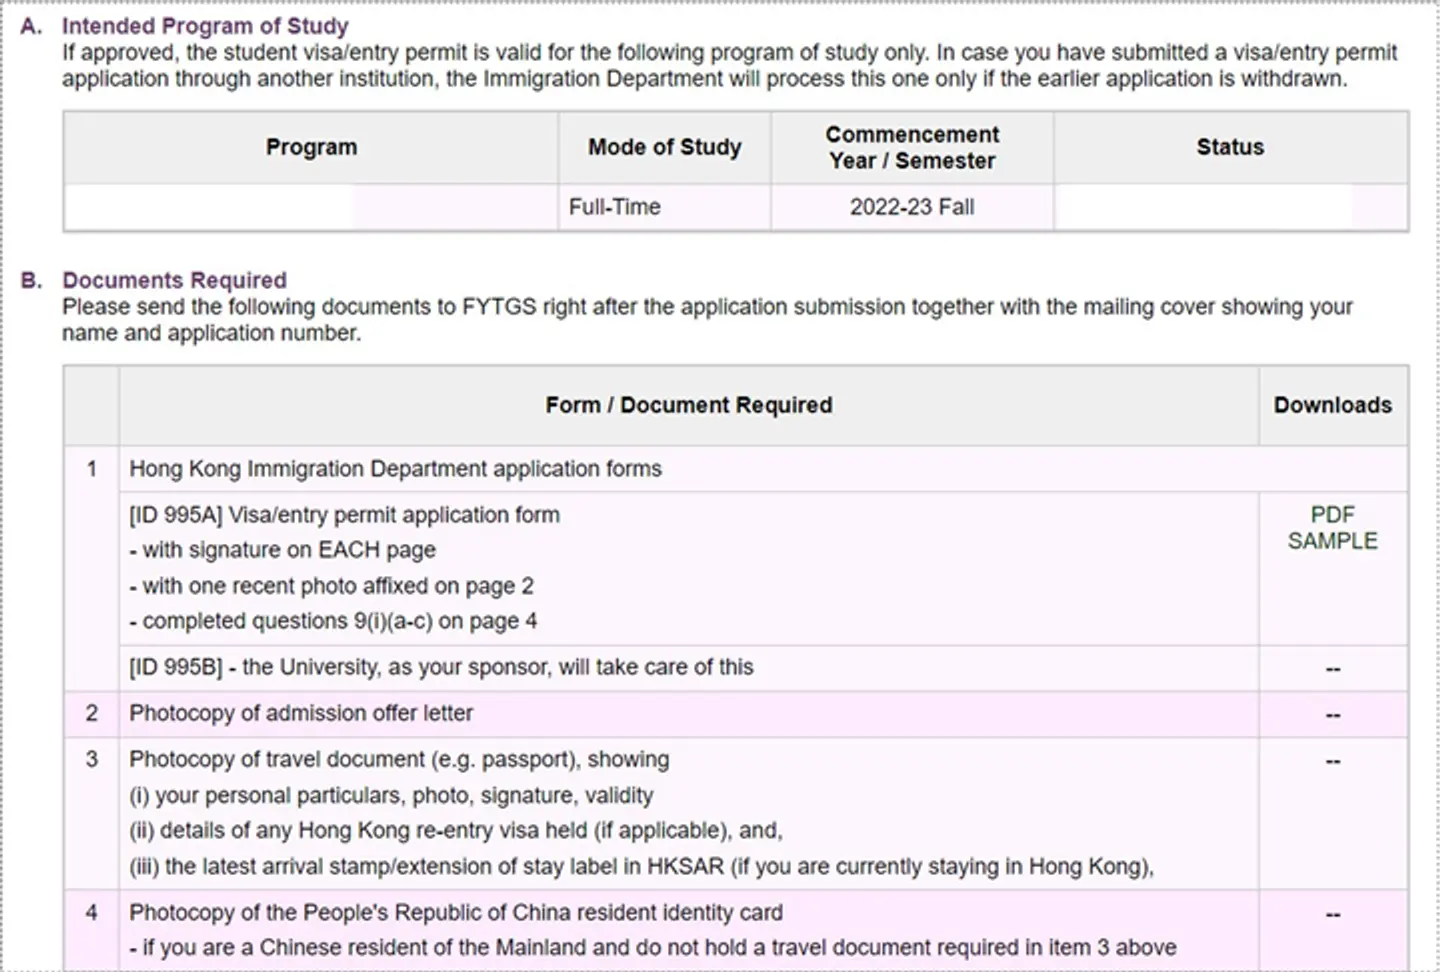 A. Intended Program of Study
If approved, the student visa/entry permit is valid for the following program of study only. In case you have submitted a visa/entry permit
application through another institution, the Immigration Department will process this one only if the earlier application is withdrawn.
Program Mode of Study Commencement Year / Semester Status
Full-Time 2022-23 Fall
B. Documents Required
Please send the following documents to FYTGS right after the application submission together with the mailing cover showing your
name and application number.
Form / Document Required Downloads
1 Hong Kong Immigration Department application forms
[ID 995A] Visa/entry permit application form PDF
SAMPLE
- with signature on EACH page
- with one recent photo affixed on page 2
- completed questions 9(i)(a-c) on page 4
[ID 995B] - the University, as your sponsor, will take care of this --
2 Photocopy of admission offer letter --
3 Photocopy of travel document (e.g. passport), showing --
(i) your personal particulars, photo, signature, validity
(ii) details of any Hong Kong re-entry visa held (if applicable), and,
(iii) the latest arrival stamp/extension of stay label in HKSAR (if you are currently staying in Hong Kong),
4 Photocopy of the People's Republic of China resident identity card --
- if you are a Chinese resident of the Mainland and do not hold a travel document required in item 3 above